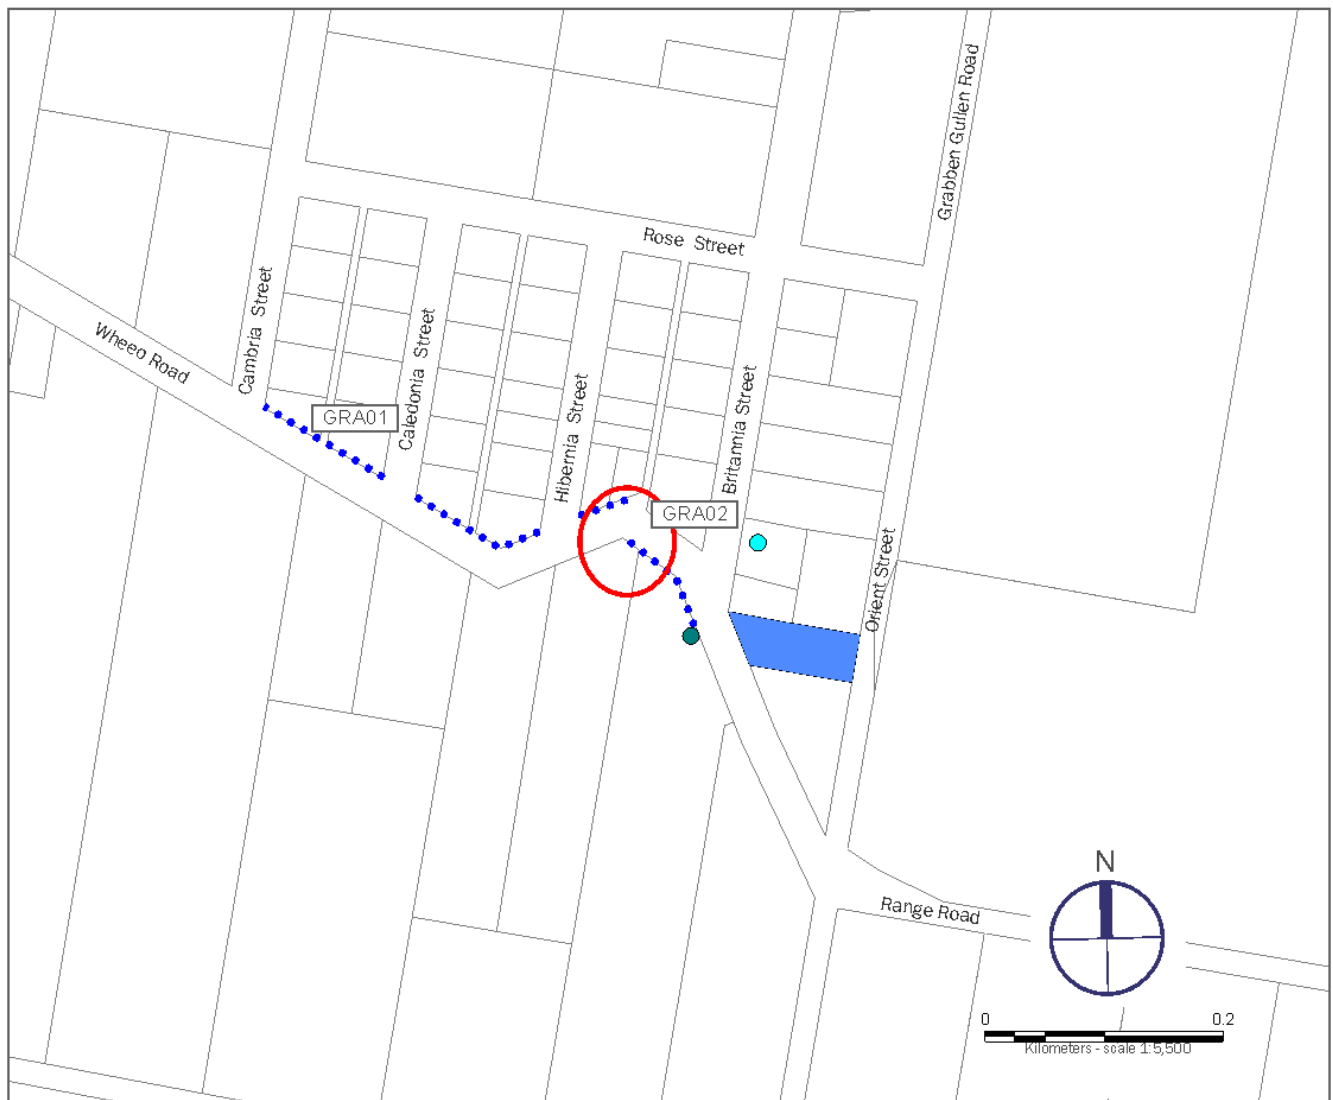 Grabben Gullen Road
Rose Street
Cambria Street
Wheeo Road
Caledonia Street
GRA01
Hibernia Street
Britannia Street
GRA02
Orient Street
N
Range Road
0 0.2
Kilometers - scale 1:5,500